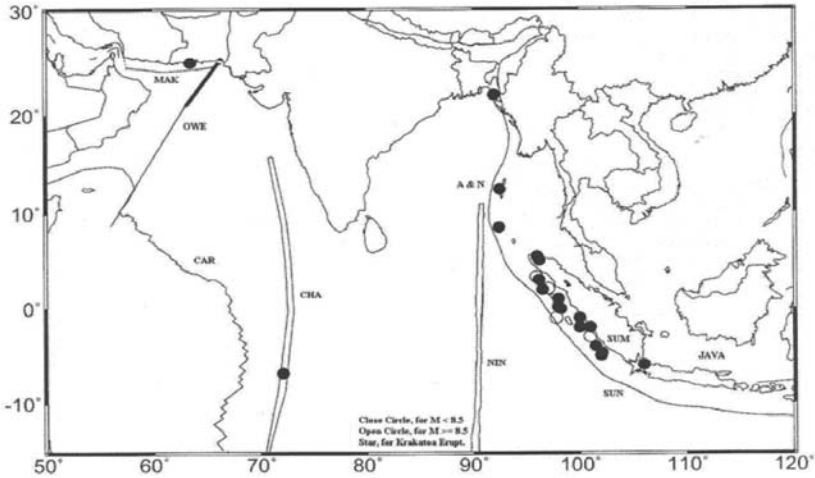 30°
20°
10°
0°
-10°
MAK
OWE
A & N
CAR
CHA
SUM
JAVA
NIN
SUN
Close Circle, for M < 8.5
Open Circle, for M >= 8.5
Star, for Krakatoa Erupt.
50° 60° 70° 80° 90° 100° 110° 120°